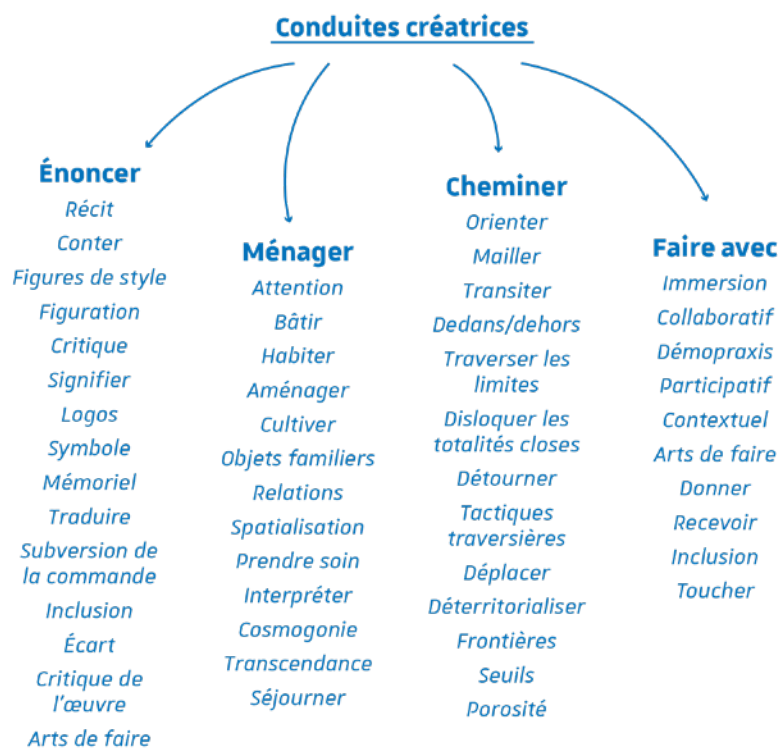 Conduites créatrices
Énoncer
Récit
Conter
Figures de style
Figuration
Critique
Signifier
Logos
Symbole
Mémoriel
Traduire
Subversion de
la commande
Inclusion
Écart
Critique de
l'œuvre
Arts de faire
Ménager
Attention
Bâtir
Habiter
Aménager
Cultiver
Objets familiers
Relations
Spatialisation
Prendre soin
Interpréter
Cosmogonie
Transcendance
Séjourner
Cheminer
Orienter
Mailler
Transiter
Dedans/dehors
Traverser les
limites
Disloquer les
totalités closes
Détourner
Tactiques
traversières
Déplacer
Déterritorialiser
Frontières
Seuils
Porosité
Faire avec
Immersion
Collaboratif
Démopraxis
Participatif
Contextuel
Arts de faire
Donner
Recevoir
Inclusion
Toucher